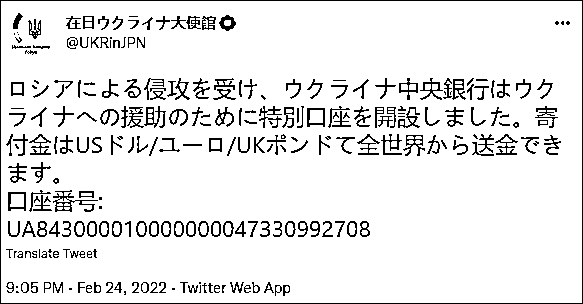 在日ウクライナ大使館
@UKRinJPN
ロシアによる侵攻を受け、ウクライナ中央銀行はウク
ライナへの援助のために特別口座を開設しました。寄
付金はUSドル/ユーロ/UKポンドて全世界から送金でき
ます。
口座番号:
UA843000010000000047330992708
Translate Tweet
9:05 PM · Feb 24, 2022 · Twitter Web App